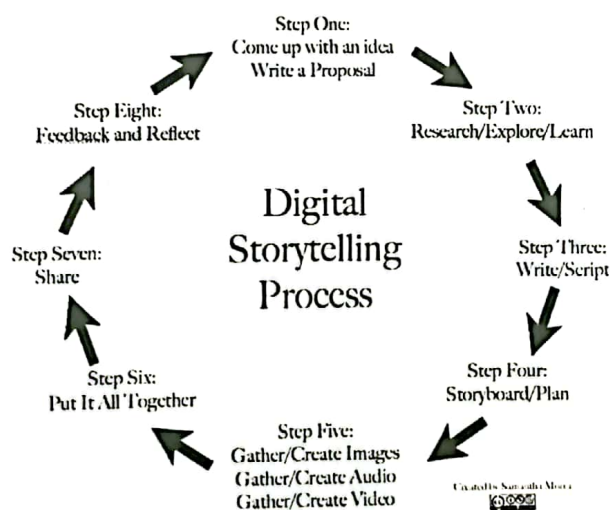 Step One:
Come up with an idea
Write a Proposal
Step Two:
Research/Explore/Learn
Step Three:
Write/Script
Step Four:
Storyboard/Plan
Step Five:
Gather/Create Images
Gather/Create Audio
Gather/Create Video
Step Six:
Put It All Together
Step Seven:
Share
Step Eight:
Feedback and Reflect
Digital
Storytelling
Process
Created by